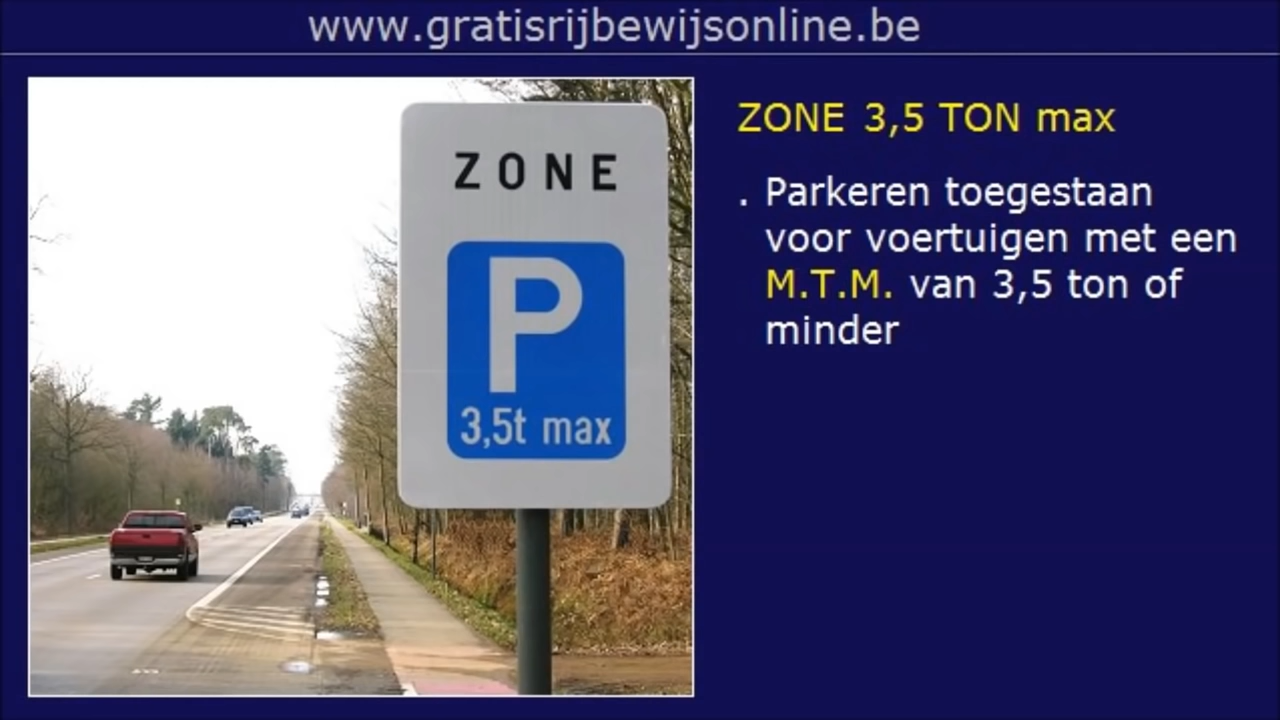 www.gratisrijbewijsonline.be
ZONE
P
3,5t max
ZONE 3,5 TON max
. Parkeren toegestaan
voor voertuigen met een
M.T.M. van 3,5 ton of
minder